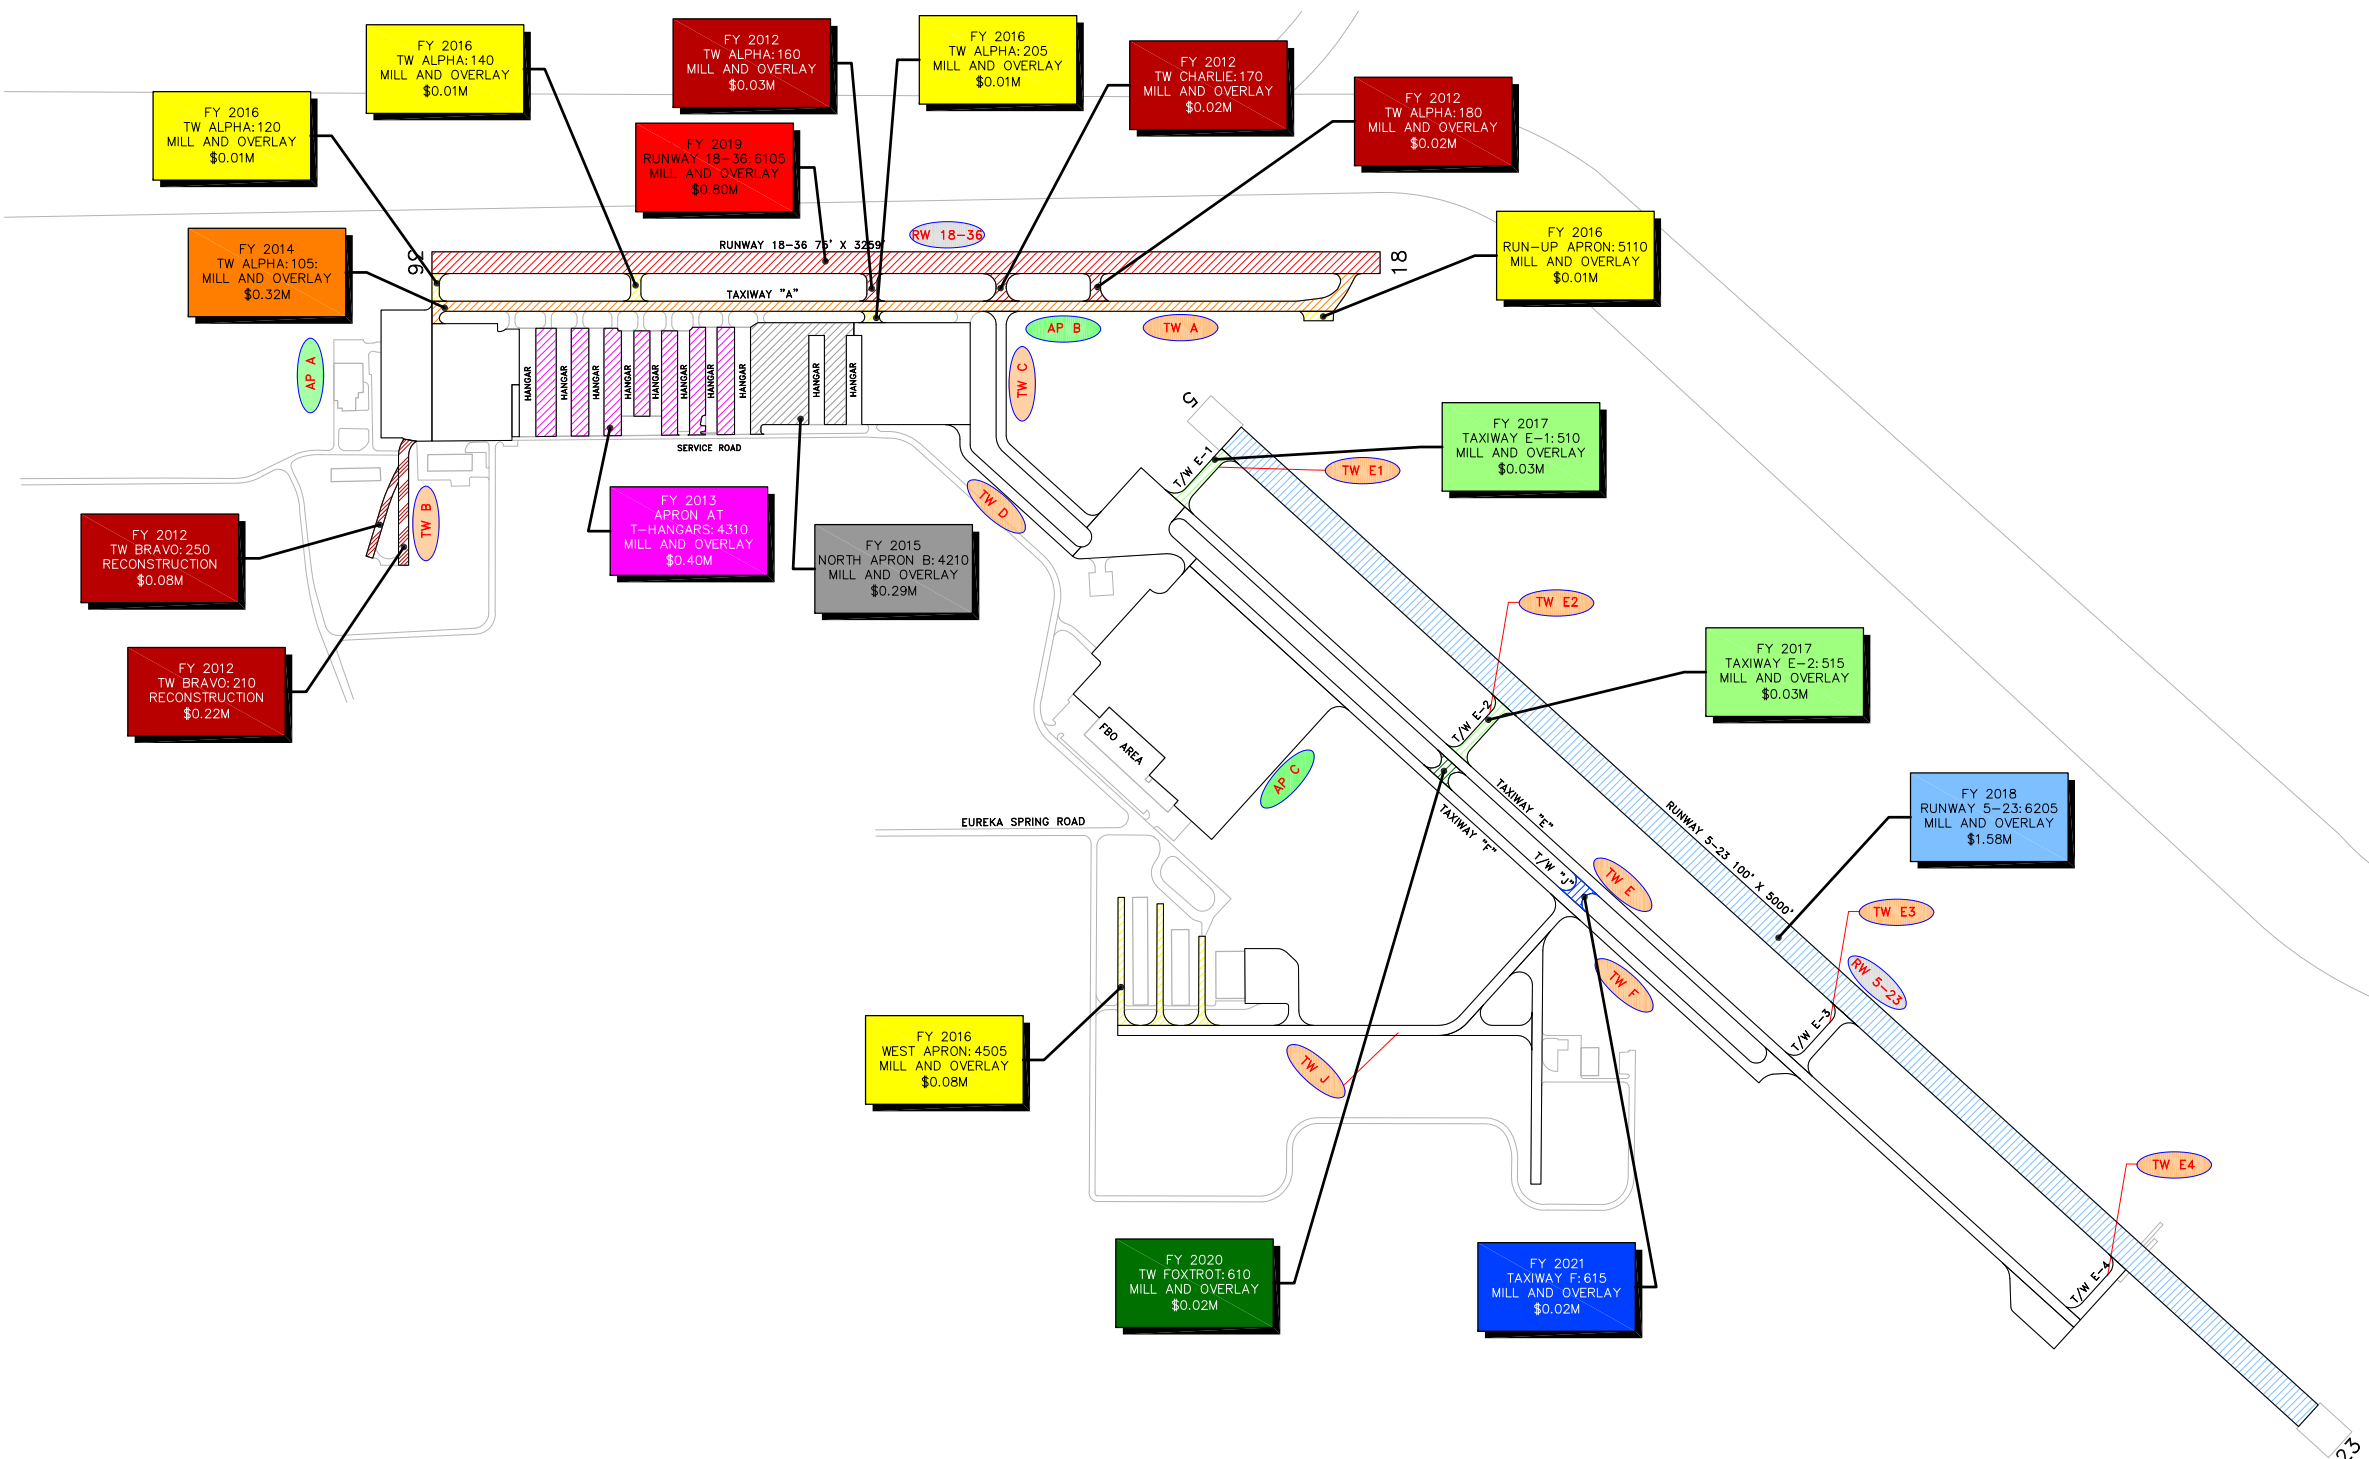 FY 2016
TW ALPHA:140
MILL AND OVERLAY
$0.01M
FY 2012
TW ALPHA:160
MILL AND OVERLAY
$0.03M
FY 2016
TW ALPHA:205
MILL AND OVERLAY
$0.01M
FY 2012
TW CHARLIE:170
MILL AND OVERLAY
$0.02M
FY 2012
TW ALPHA:180
MILL AND OVERLAY
$0.02M
FY 2016
TW ALPHA:120
MILL AND OVERLAY
$0.01M
FY 2019
RUNWAY 18-36:6105
MILL AND OVERLAY
$0.80M
FY 2014
TW ALPHA:105:
MILL AND OVERLAY
$0.32M
FY 2016
RUN-UP APRON:5110
MILL AND OVERLAY
$0.01M
RW 18-36
RUNWAY 18-36 75' X 3259'
36
18
TAXIWAY "A"
AP B
TW A
AP A
TW C
HANGAR
HANGAR
HANGAR
HANGAR
HANGAR
HANGAR
HANGAR
HANGAR
HANGAR
HANGAR
SERVICE ROAD
5
T/W E-1
TW E1
FY 2017
TAXIWAY E-1:510
MILL AND OVERLAY
$0.03M
TW B
TW D
FY 2012
TW BRAVO:250
RECONSTRUCTION
$0.08M
FY 2013
APRON AT
T-HANGARS:4310
MILL AND OVERLAY
$0.40M
FY 2015
NORTH APRON B:4210
MILL AND OVERLAY
$0.29M
TW E2
FY 2012
TW BRAVO:210
RECONSTRUCTION
$0.22M
FY 2017
TAXIWAY E-2:515
MILL AND OVERLAY
$0.03M
T/W E-2
FBO AREA
AP C
TAXIWAY "E"
TAXIWAY "F"
T/W "J"
RUNWAY 5-23 100' X 5000'
FY 2018
RUNWAY 5-23:6205
MILL AND OVERLAY
$1.58M
EUREKA SPRING ROAD
TW E
TW E3
TW F
RW 5-23
T/W E-3
FY 2016
WEST APRON:4505
MILL AND OVERLAY
$0.08M
TW J
TW E4
T/W E-4
FY 2020
TW FOXTROT:610
MILL AND OVERLAY
$0.02M
FY 2021
TAXIWAY F:615
MILL AND OVERLAY
$0.02M
23